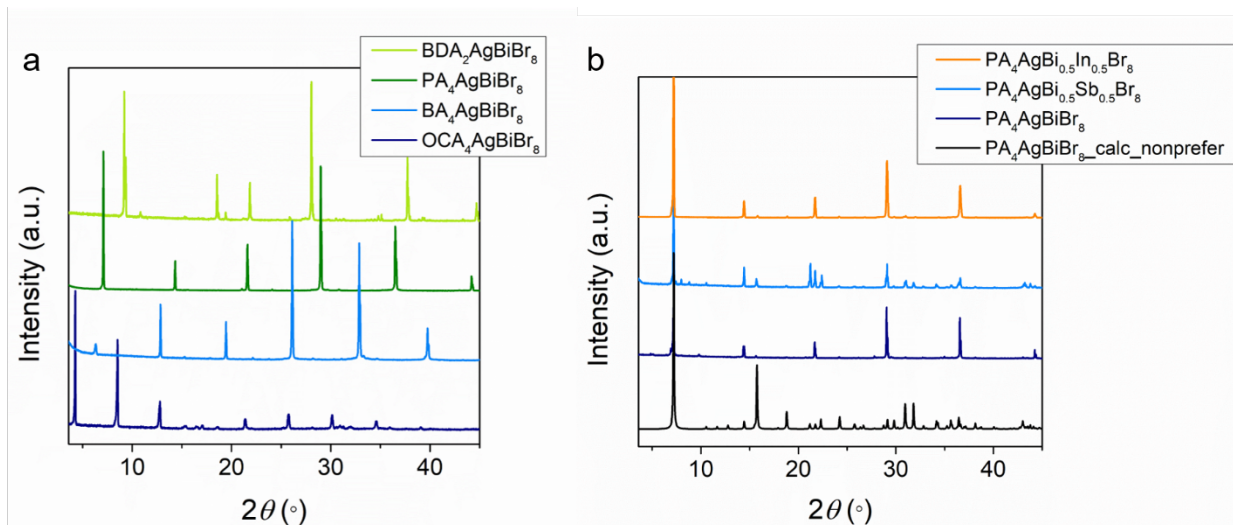 a
BDA₂AgBiBr₈
PA₄AgBiBr₈
BA₄AgBiBr₈
OCA₄AgBiBr₈
Intensity (a.u.)
10 20 30 40
2θ (°)
b
PA₄AgBi₀.₅In₀.₅Br₈
PA₄AgBi₀.₅Sb₀.₅Br₈
PA₄AgBiBr₈
PA₄AgBiBr₈_calc_nonprefer
Intensity (a.u.)
10 20 30 40
2θ (°)